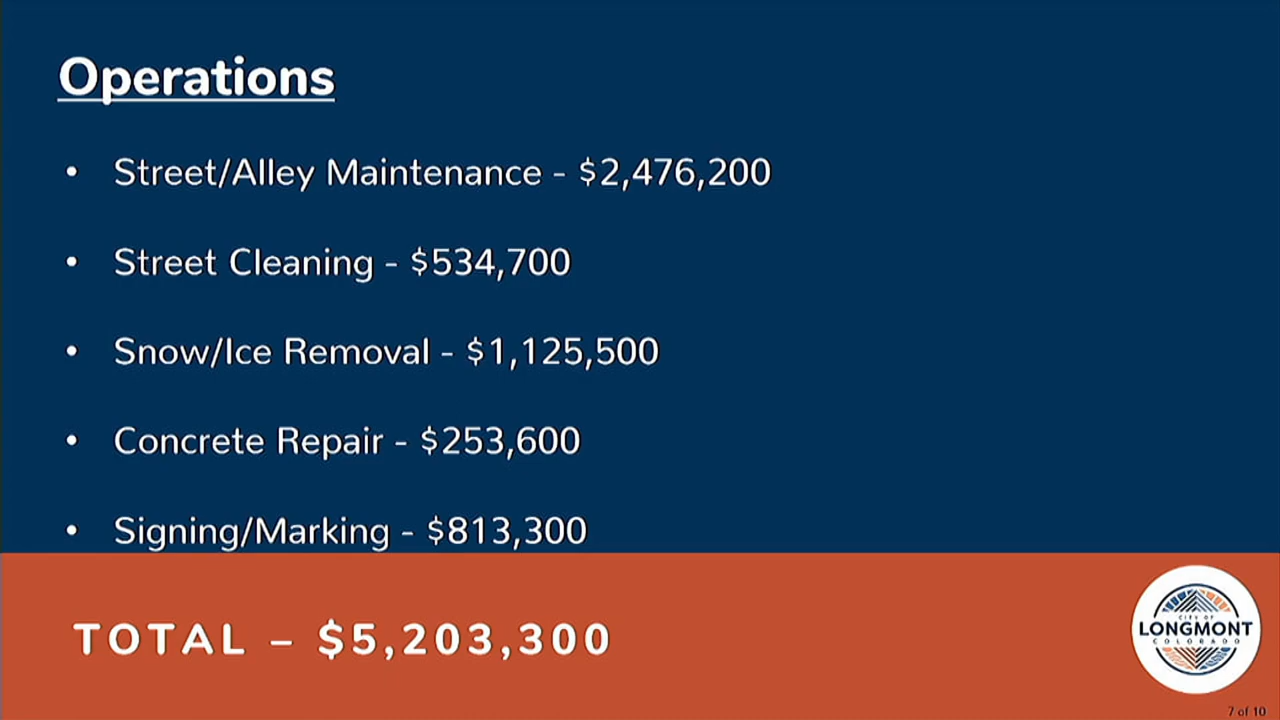 Operations
• Street/Alley Maintenance - $2,476,200
• Street Cleaning - $534,700
• Snow/Ice Removal - $1,125,500
• Concrete Repair - $253,600
• Signing/Marking - $813,300
TOTAL – $5,203,300
CITY OF
LONGMONT
COLORADO
7 of 10